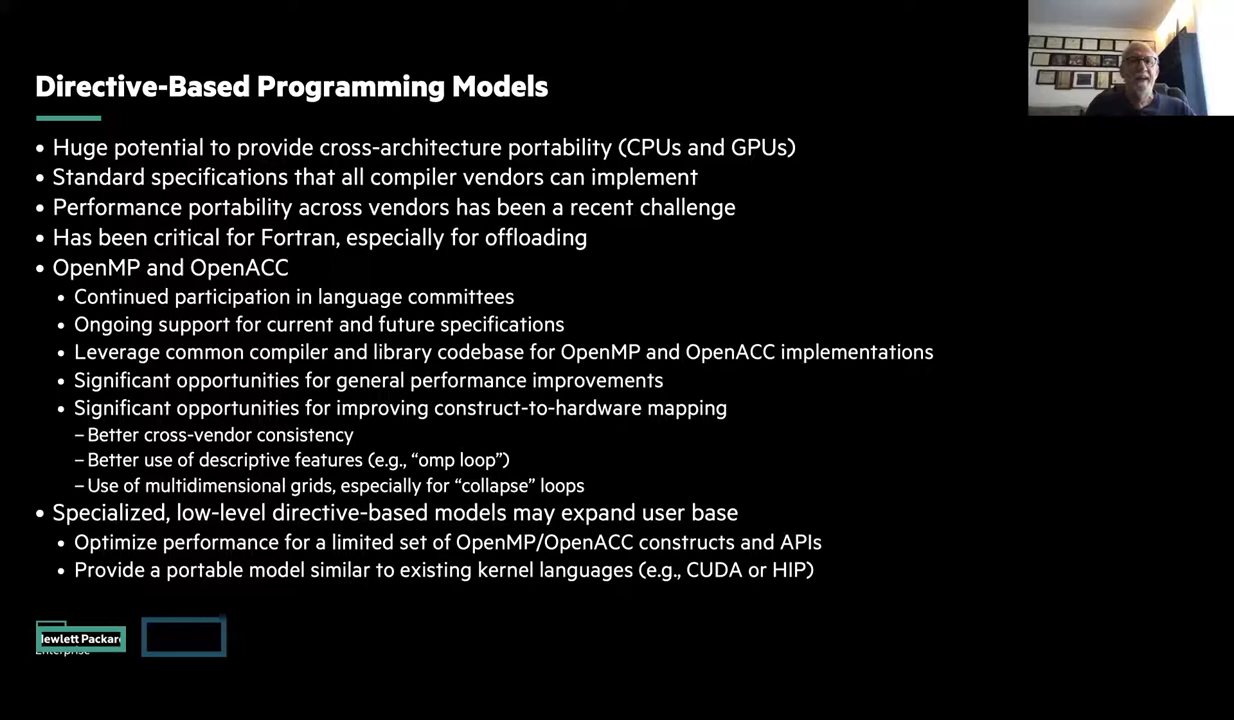 Directive-Based Programming Models
• Huge potential to provide cross-architecture portability (CPUs and GPUs)
• Standard specifications that all compiler vendors can implement
• Performance portability across vendors has been a recent challenge
• Has been critical for Fortran, especially for offloading
• OpenMP and OpenACC
• Continued participation in language committees
• Ongoing support for current and future specifications
• Leverage common compiler and library codebase for OpenMP and OpenACC implementations
• Significant opportunities for general performance improvements
• Significant opportunities for improving construct-to-hardware mapping
– Better cross-vendor consistency
– Better use of descriptive features (e.g., “omp loop”)
– Use of multidimensional grids, especially for “collapse” loops
• Specialized, low-level directive-based models may expand user base
• Optimize performance for a limited set of OpenMP/OpenACC constructs and APIs
• Provide a portable model similar to existing kernel languages (e.g., CUDA or HIP)
Hewlett Packard
Enterprise